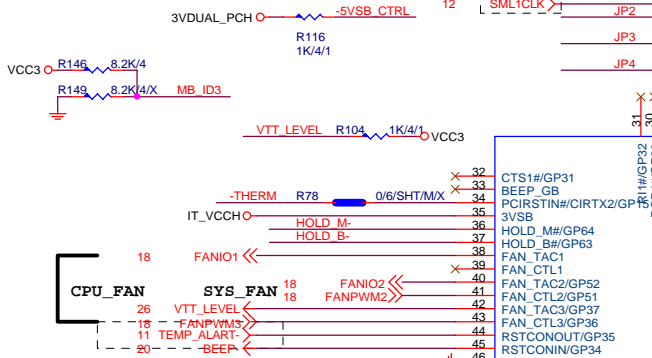 12
SML1CLK
3VDUAL_PCH
-5VSB_CTRL
JP2
R116
1K/4/1
JP3
R146
8.2K/4
VCC3
JP4
R149
8.2K/4/X
MB_ID3
31
30
VTT_LEVEL
R104
1K/4/1
VCC3
RI1#/GP32
32
CTS1#/GP31
33
BEEP_GB
-THERM
R78
0/6/SHT/M/X
34
PCIRSTIN#/CIRTX2/GP15
IT_VCCH
35
3VSB
HOLD_M-
36
HOLD_M#/GP64
HOLD_B-
37
HOLD_B#/GP63
18
FANIO1
38
FAN_TAC1
39
FAN_CTL1
18
FANIO2
40
FAN_TAC2/GP52
CPU_FAN
SYS_FAN
18
FANPWM2
41
FAN_CTL2/GP51
26
VTT_LEVEL
42
FAN_TAC3/GP37
18
FANPWM3
43
FAN_CTL3/GP36
11
TEMP_ALART-
44
RSTCONOUT/GP35
20
BEEP-
45
RSTCONIN/GP34
46